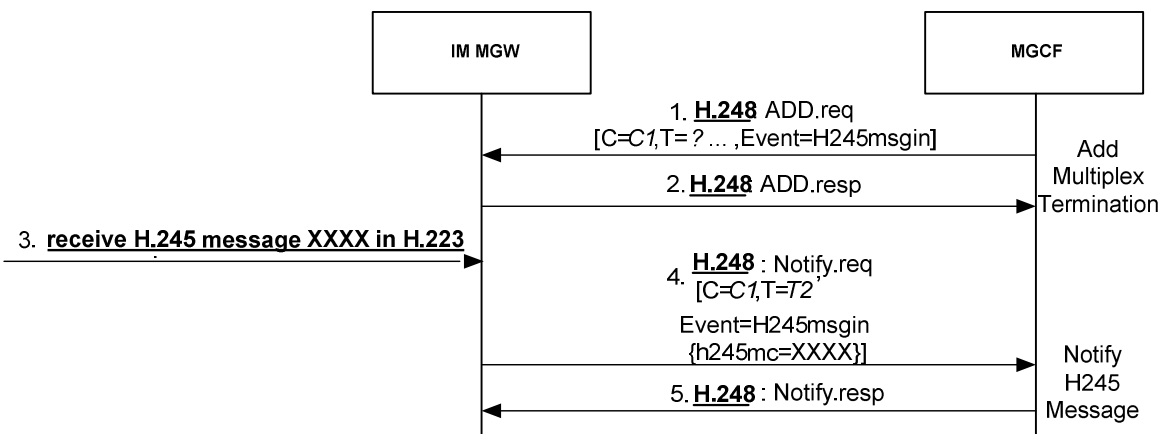 IM MGW
MGCF
1. H.248: ADD.req
[C=C1,T=? ... ,Event=H245msgin]
Add
Multiplex
Termination
2. H.248: ADD.resp
3. receive H.245 message XXXX in H.223
4. H.248 : Notify.req
[C=C1,T=T2
Event=H245msgin
{h245mc=XXXX}]
Notify
H245
Message
5. H.248 : Notify.resp